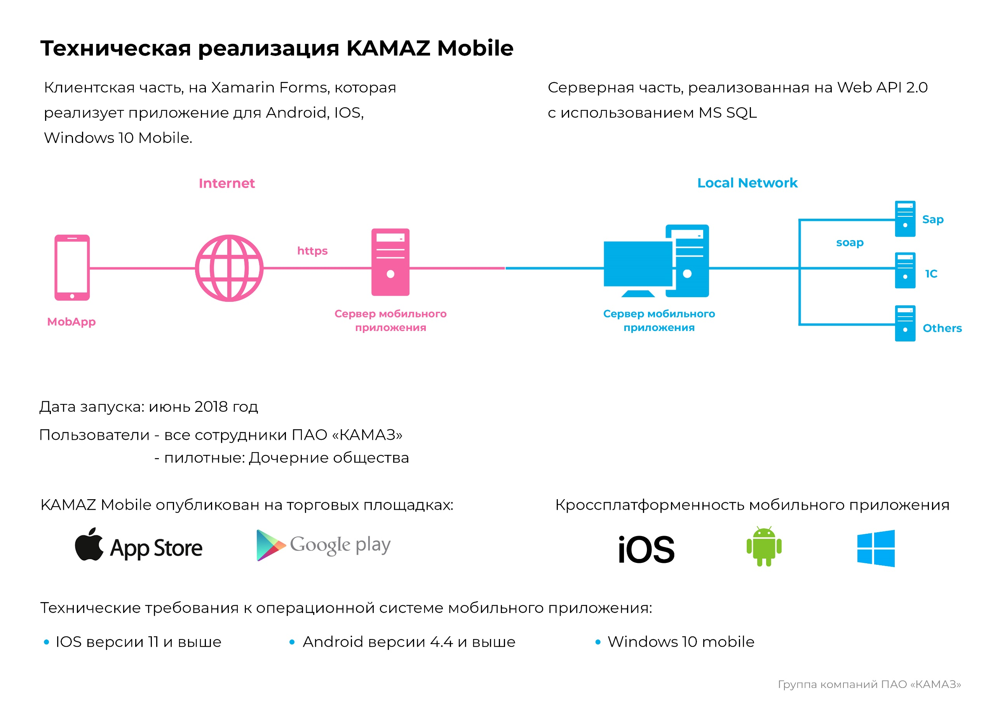 Техническая реализация KAMAZ Mobile
Клиентская часть, на Xamarin Forms, которая
реализует приложение для Android, IOS,
Windows 10 Mobile.
Серверная часть, реализованная на Web API 2.0
с использованием MS SQL
Internet
Local Network
https
soap
Sap
1C
Others
MobApp
Сервер мобильного
приложения
Сервер мобильного
приложения
Дата запуска: июнь 2018 год
Пользователи - все сотрудники ПАО «КАМАЗ»
- пилотные: Дочерние общества
KAMAZ Mobile опубликован на торговых площадках:
App Store
Google play
Кроссплатформенность мобильного приложения
iOS
Технические требования к операционной системе мобильного приложения:
• IOS версии 11 и выше
• Android версии 4.4 и выше
• Windows 10 mobile
Группа компаний ПАО «КАМАЗ»